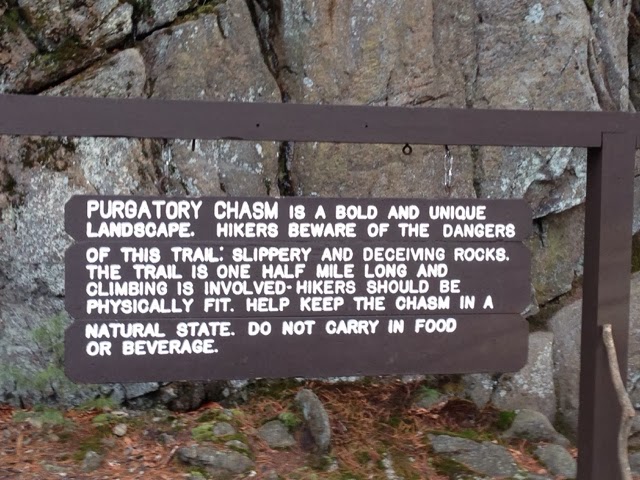 PURGATORY CHASM IS A BOLD AND UNIQUE
LANDSCAPE. HIKERS BEWARE OF THE DANGERS
OF THIS TRAIL: SLIPPERY AND DECEIVING ROCKS.
THE TRAIL IS ONE HALF MILE LONG AND
CLIMBING IS INVOLVED-HIKERS SHOULD BE
PHYSICALLY FIT. HELP KEEP THE CHASM IN A
NATURAL STATE. DO NOT CARRY IN FOOD
OR BEVERAGE.